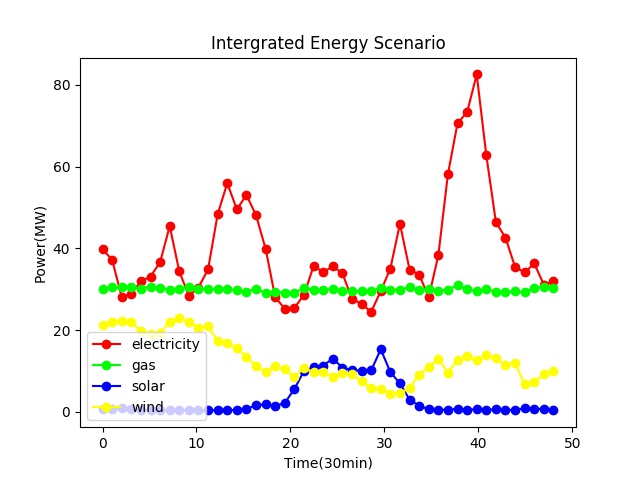 Intergrated Energy Scenario
Power(MW)
80
60
40
20
0
electricity
gas
solar
wind
0 10 20 30 40 50
Time(30min)